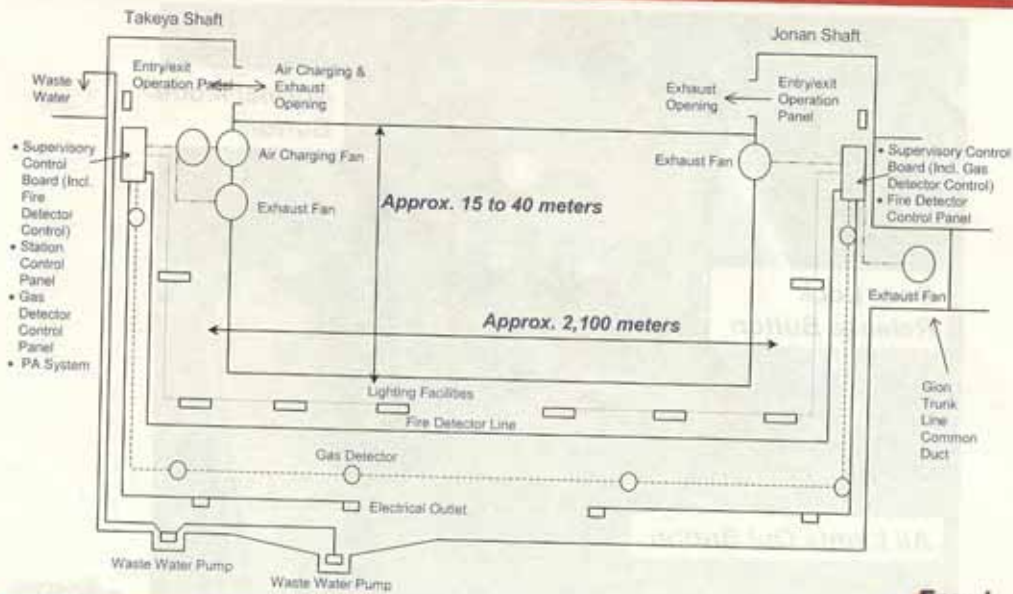 Takeya Shaft
Jonan Shaft
Waste
Water
Entry/exit
Operation Panel
Air Charging &
Exhaust
Opening
Exhaust
Opening
Entry/exit
Operation
Panel
• Supervisory
Control
Board (Incl.
Fire
Detector
Control)
• Station
Control
Panel
• Gas
Detector
Control
Panel
• PA System
Air Charging Fan
Exhaust Fan
Approx. 15 to 40 meters
Exhaust Fan
• Supervisory Control
Board (Incl. Gas
Detector Control)
• Fire Detector
Control Panel
Exhaust Fan
Approx. 2,100 meters
Release Button
Lighting Facilities
Fire Detector Line
Gion
Trunk
Line
Common
Duct
Gas Detector
Electrical Outlet
Waste Water Pump
Waste Water Pump